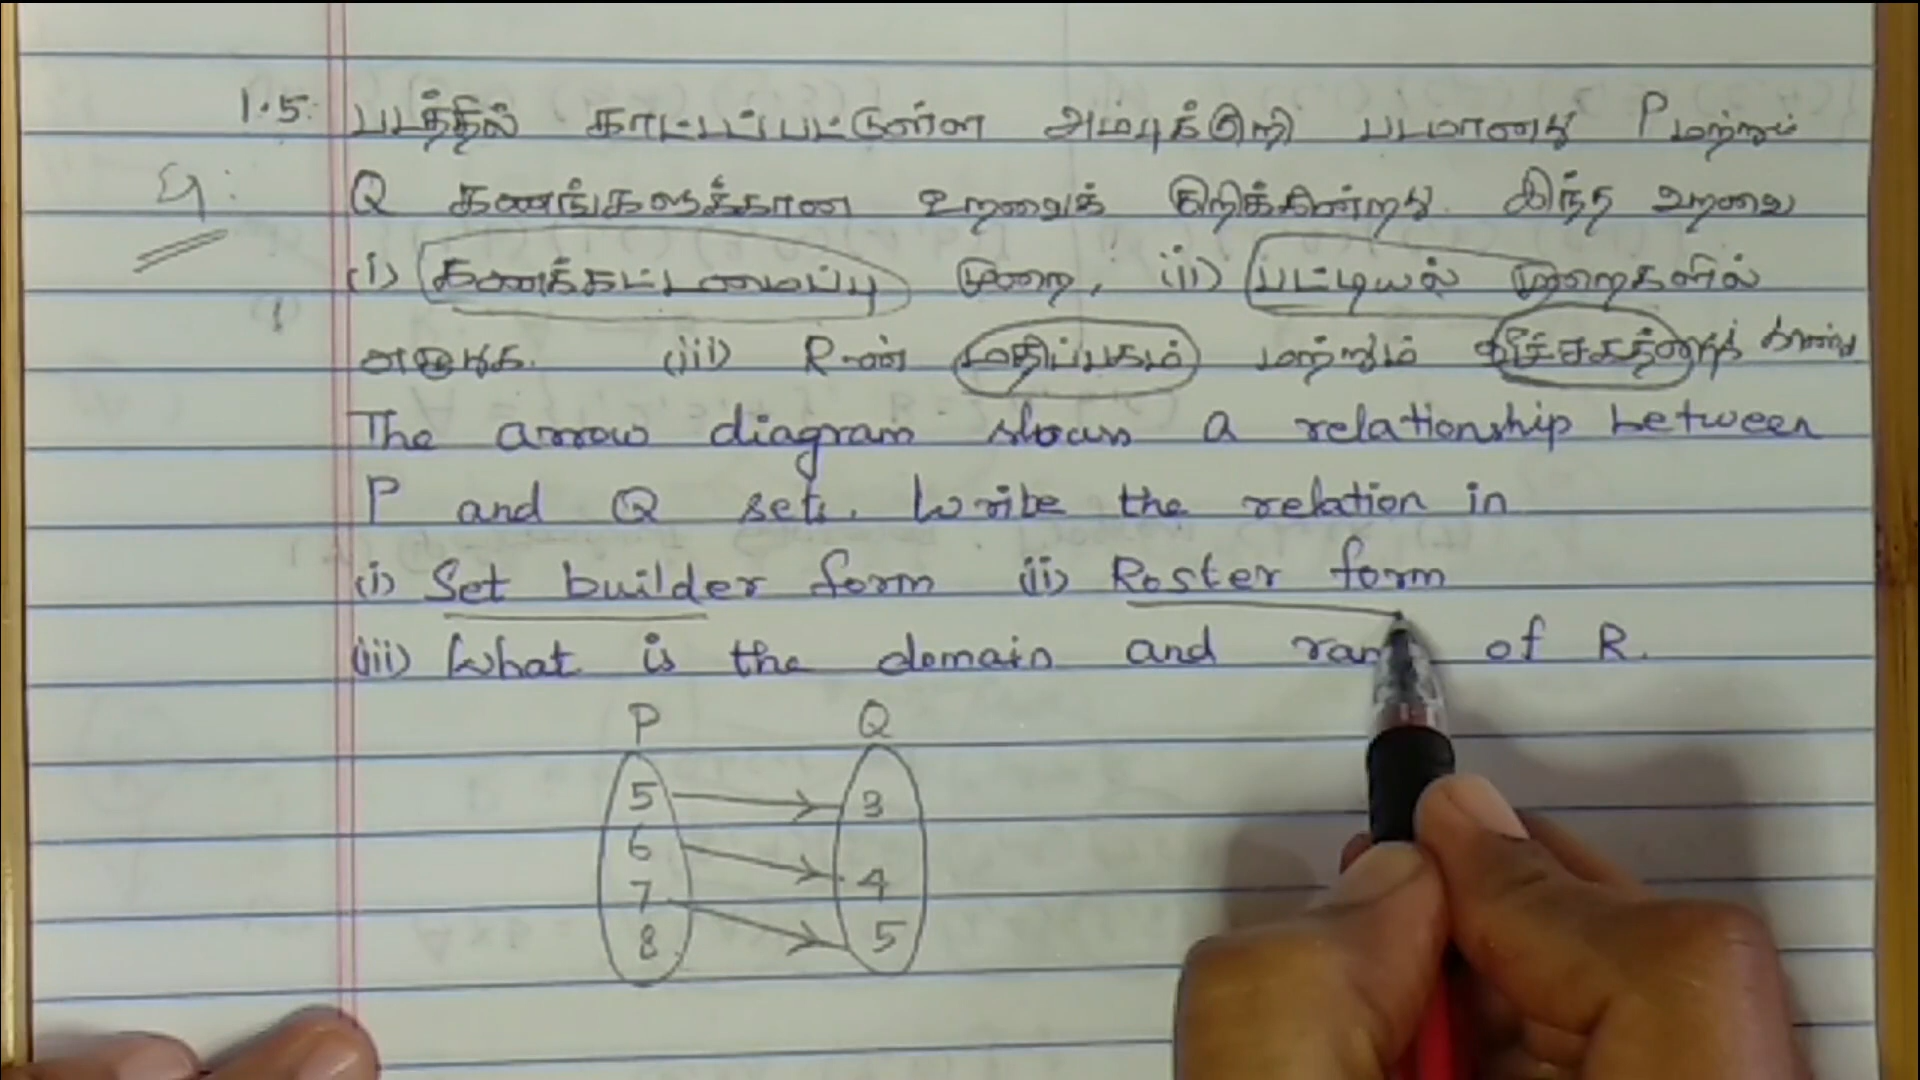 1.5. படத்தில் காட்டப்பட்டுள்ள அம்புக்குறி படமானது P மற்றும்
எ.
Q கணங்களுக்கான உறவைக் குறிக்கின்றது. இந்த உறவை
(i) கணக்கட்டமைப்பு முறை, (ii) பட்டியல் முறைகளில்
எழுதுக. (iii) R-ன் மதிப்பகம் மற்றும் வீச்சகத்தைக் காண்க
The arrow diagram shows a relationship between
P and Q sets. Write the relation in
(i) Set builder form (ii) Roster form
(iii) What is the domain and of R.
P Q
5 3
6
4
7
8 5